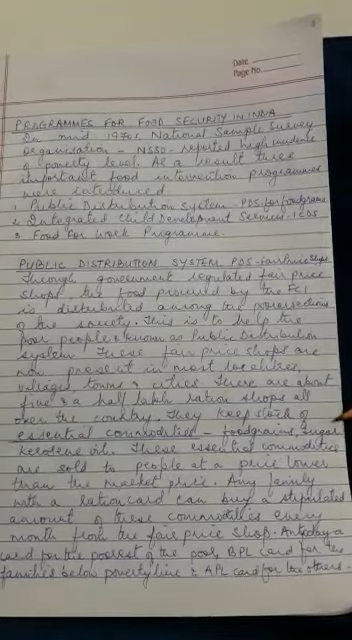 Date
Page No.
PROGRAMMES FOR FOOD SECURITY IN INDIA
In mid 1970s, National Sample Survey
Organisation - NSSO - reported high incidents
of poverty level. As a result three
important food intervention programmes
were introduced.
1. Public Distribution System - PDS - for foodgrains
2. Integrated Child Development Services - ICDS
3. Food For Work Programme.
PUBLIC DISTRIBUTION SYSTEM PDS - Fair Price Shops
Through government regulated fair price
shops, the food procured by the FCI
is distributed among the poor sections
of the society. This is to help the
poor people & known as Public Distribution
System. These fair price shops are
now present in most localities,
villages, towns & cities. There are about
five & a half lakh ration shops all
over the country. They keep stock of
essential commodities - foodgrains, sugar
kerosene oil. These essential commodities
are sold to people at a price lower
than the market price. Any family
with a ration card can buy a stipulated
amount of these commodities every
month from the fair price shop. Antodaya
card for the poorest of the poor, BPL card for the
families below poverty line & APL card for the others.